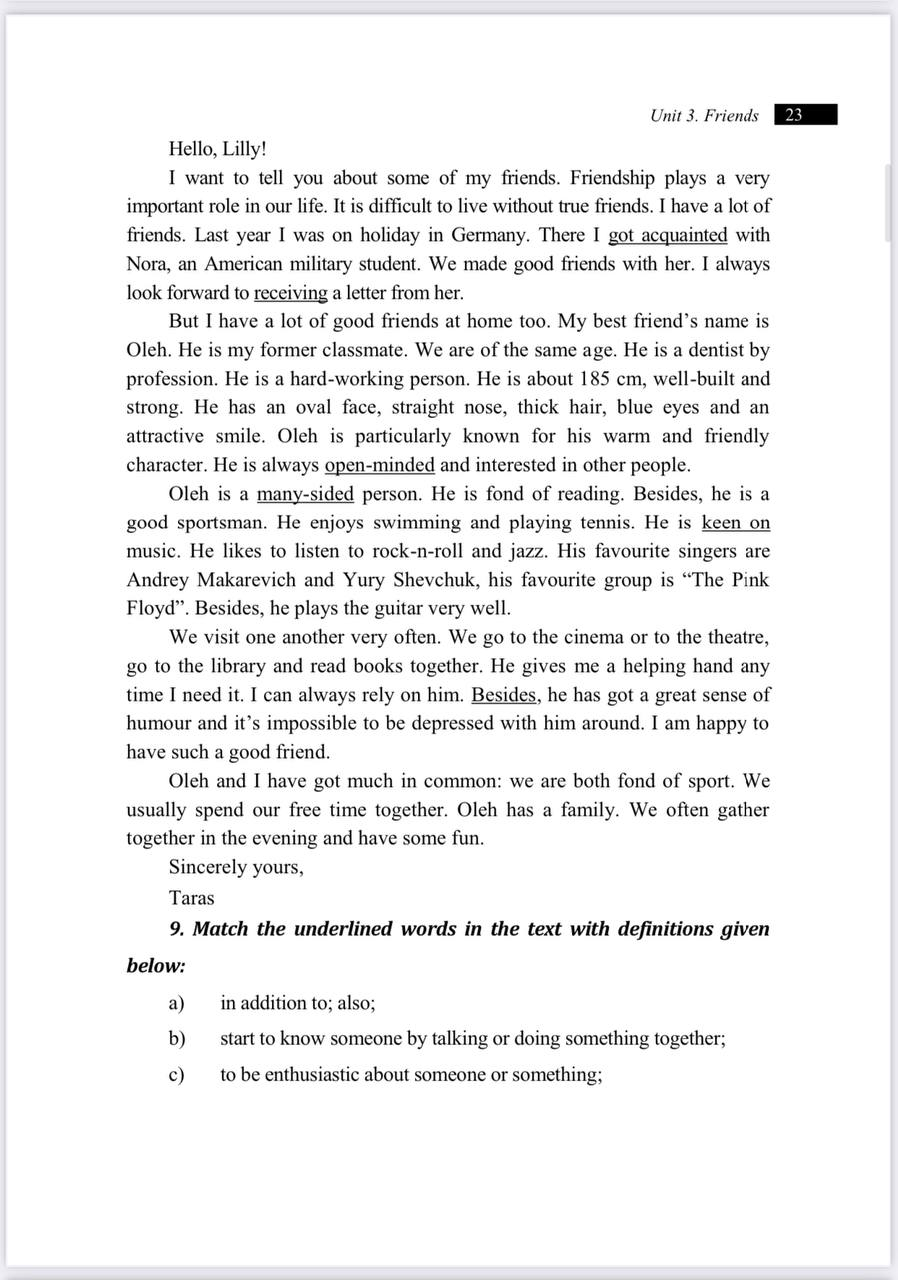 Unit 3. Friends 23
Hello, Lilly!
I want to tell you about some of my friends. Friendship plays a very
important role in our life. It is difficult to live without true friends. I have a lot of
friends. Last year I was on holiday in Germany. There I got acquainted with
Nora, an American military student. We made good friends with her. I always
look forward to receiving a letter from her.
But I have a lot of good friends at home too. My best friend’s name is
Oleh. He is my former classmate. We are of the same age. He is a dentist by
profession. He is a hard-working person. He is about 185 cm, well-built and
strong. He has an oval face, straight nose, thick hair, blue eyes and an
attractive smile. Oleh is particularly known for his warm and friendly
character. He is always open-minded and interested in other people.
Oleh is a many-sided person. He is fond of reading. Besides, he is a
good sportsman. He enjoys swimming and playing tennis. He is keen on
music. He likes to listen to rock-n-roll and jazz. His favourite singers are
Andrey Makarevich and Yury Shevchuk, his favourite group is “The Pink
Floyd”. Besides, he plays the guitar very well.
We visit one another very often. We go to the cinema or to the theatre,
go to the library and read books together. He gives me a helping hand any
time I need it. I can always rely on him. Besides, he has got a great sense of
humour and it’s impossible to be depressed with him around. I am happy to
have such a good friend.
Oleh and I have got much in common: we are both fond of sport. We
usually spend our free time together. Oleh has a family. We often gather
together in the evening and have some fun.
Sincerely yours,
Taras
9. Match the underlined words in the text with definitions given
below:
a) in addition to; also;
b) start to know someone by talking or doing something together;
c) to be enthusiastic about someone or something;